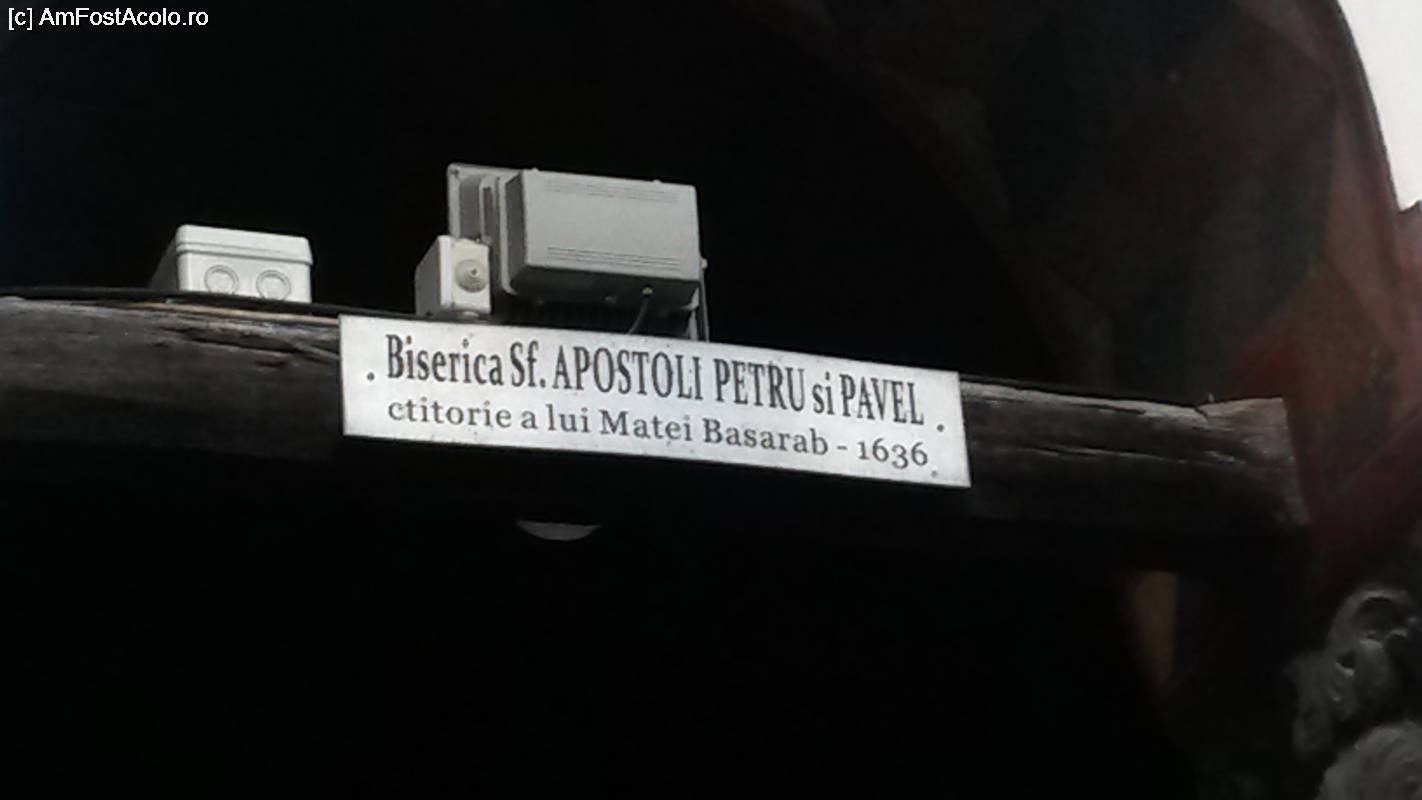 [c] AmFostAcolo.ro
. Biserica Sf. APOSTOLI PETRU si PAVEL .
ctitorie a lui Matei Basarab - 1636